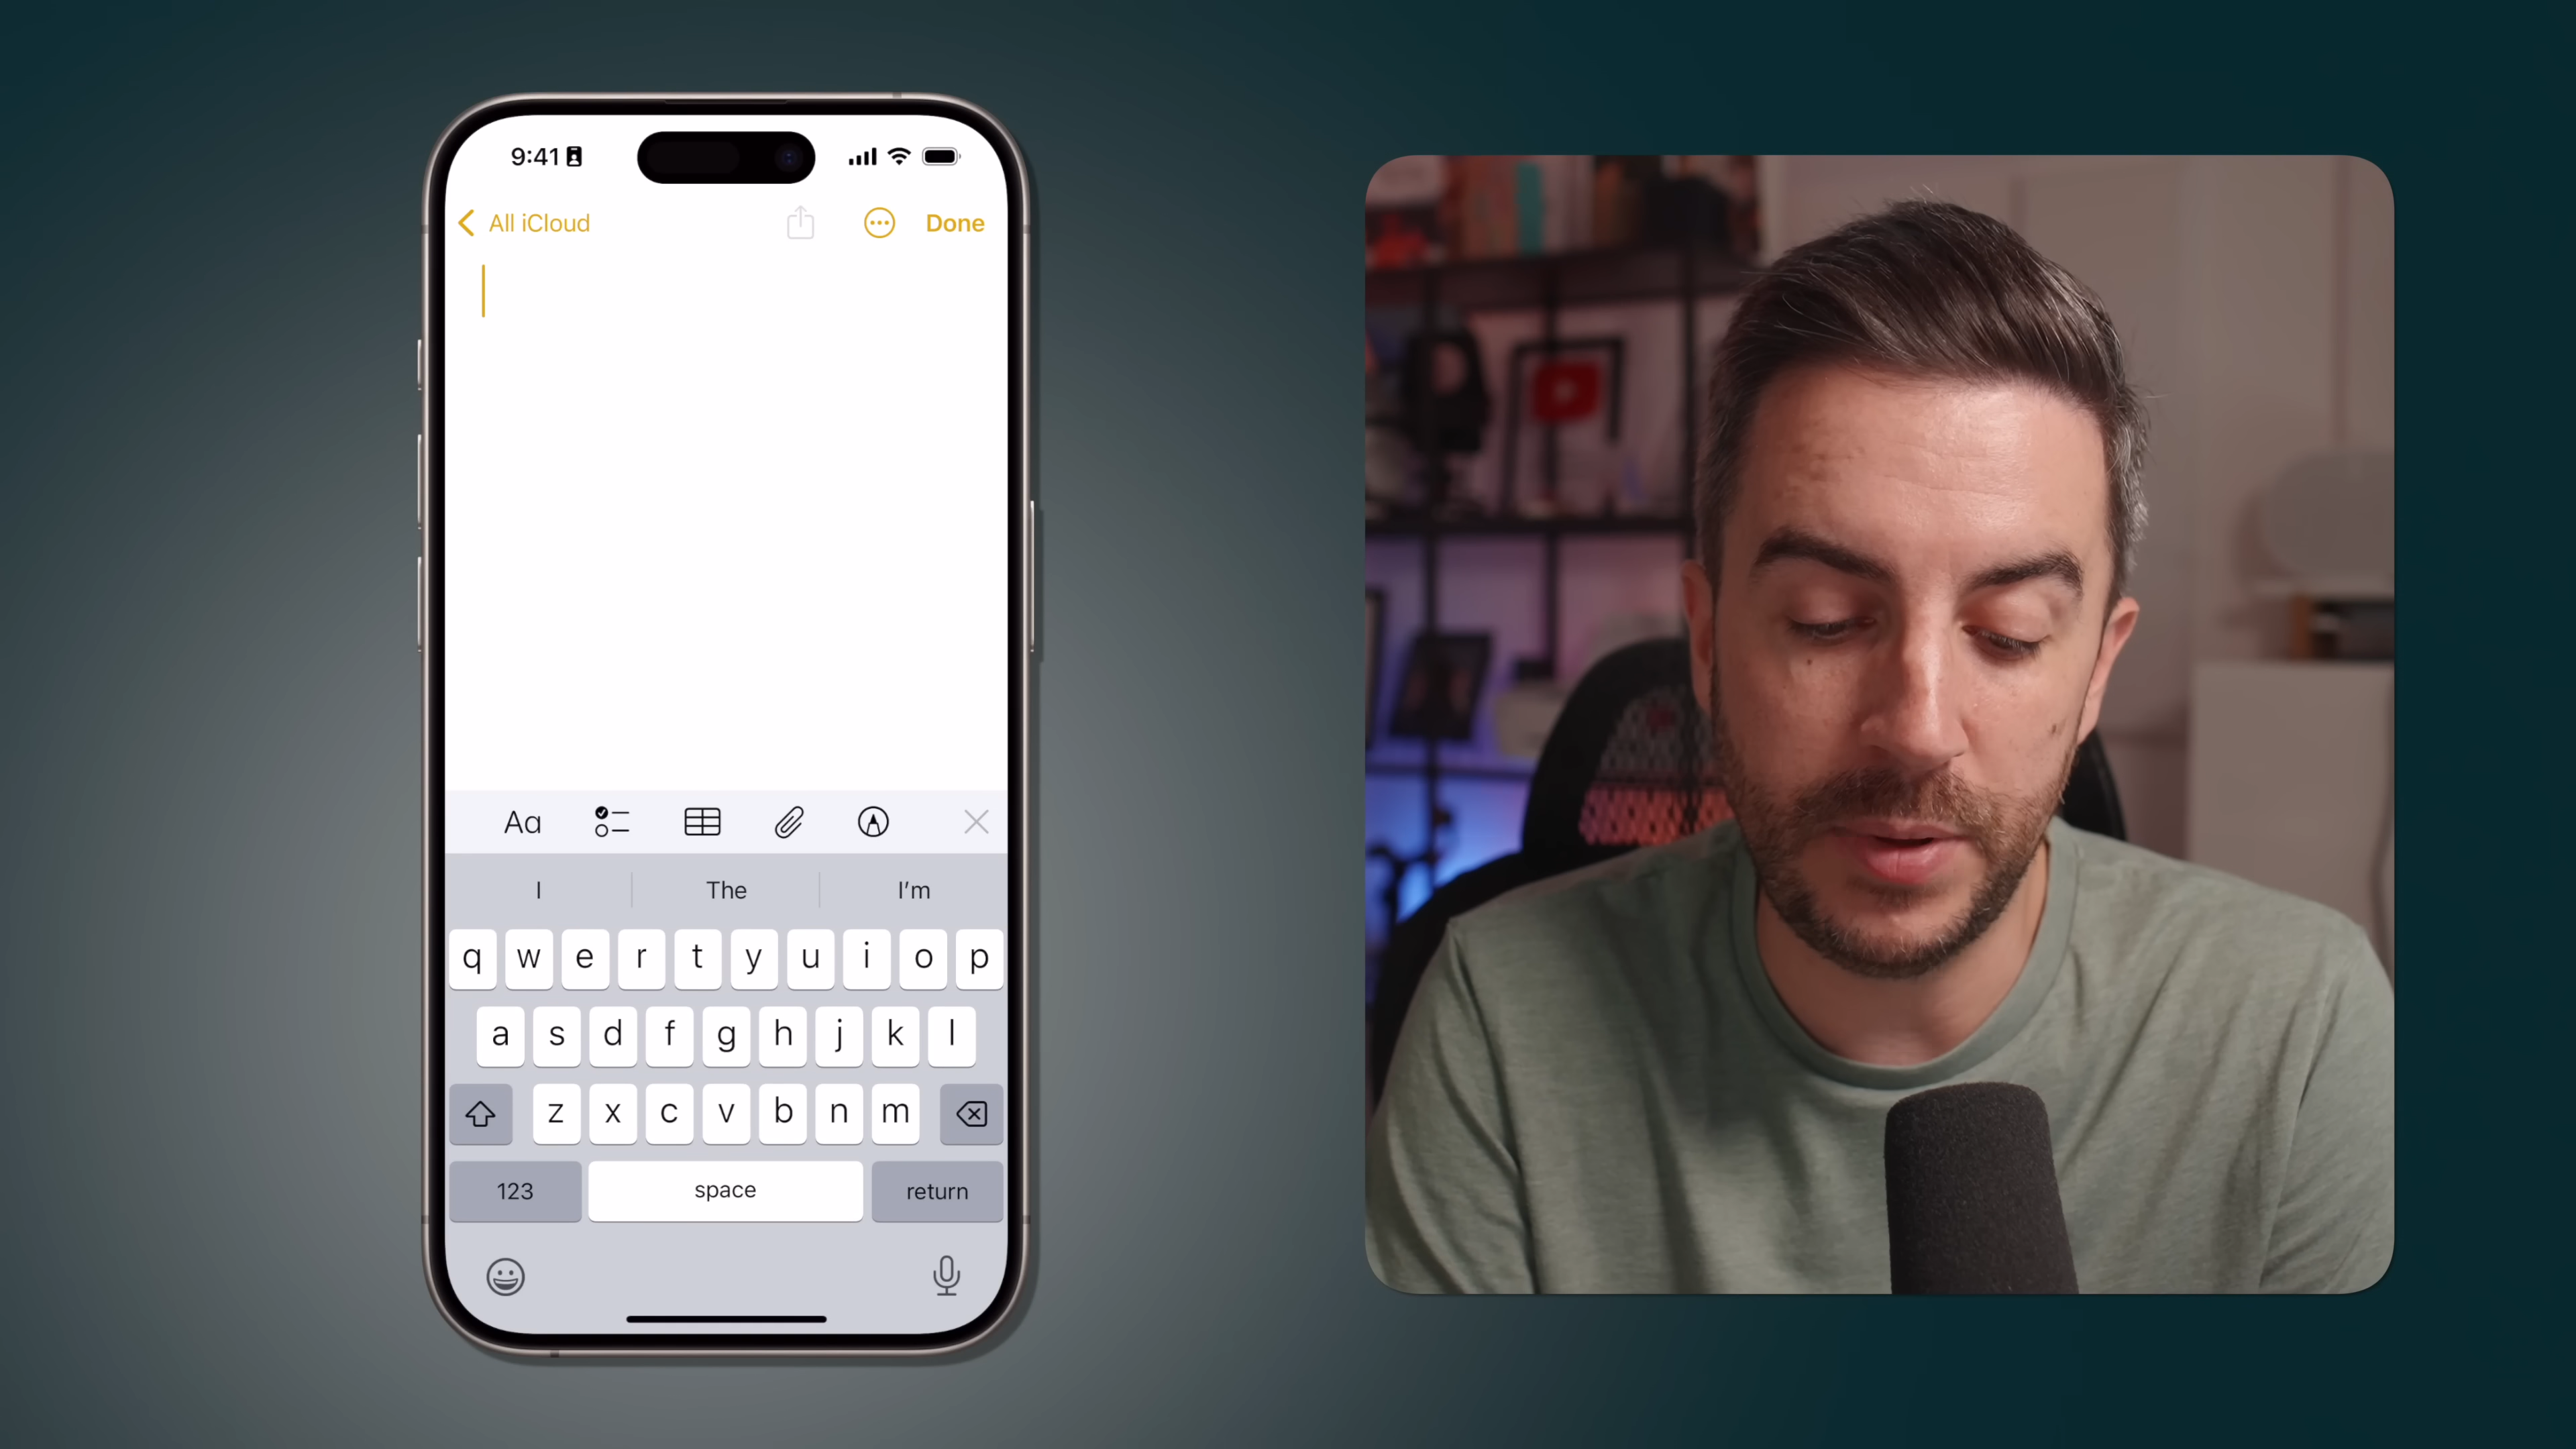 9:41
All iCloud
Done
Aa
I The I'm
q w e r t y u i o p
a s d f g h j k l
z x c v b n m
123 space return